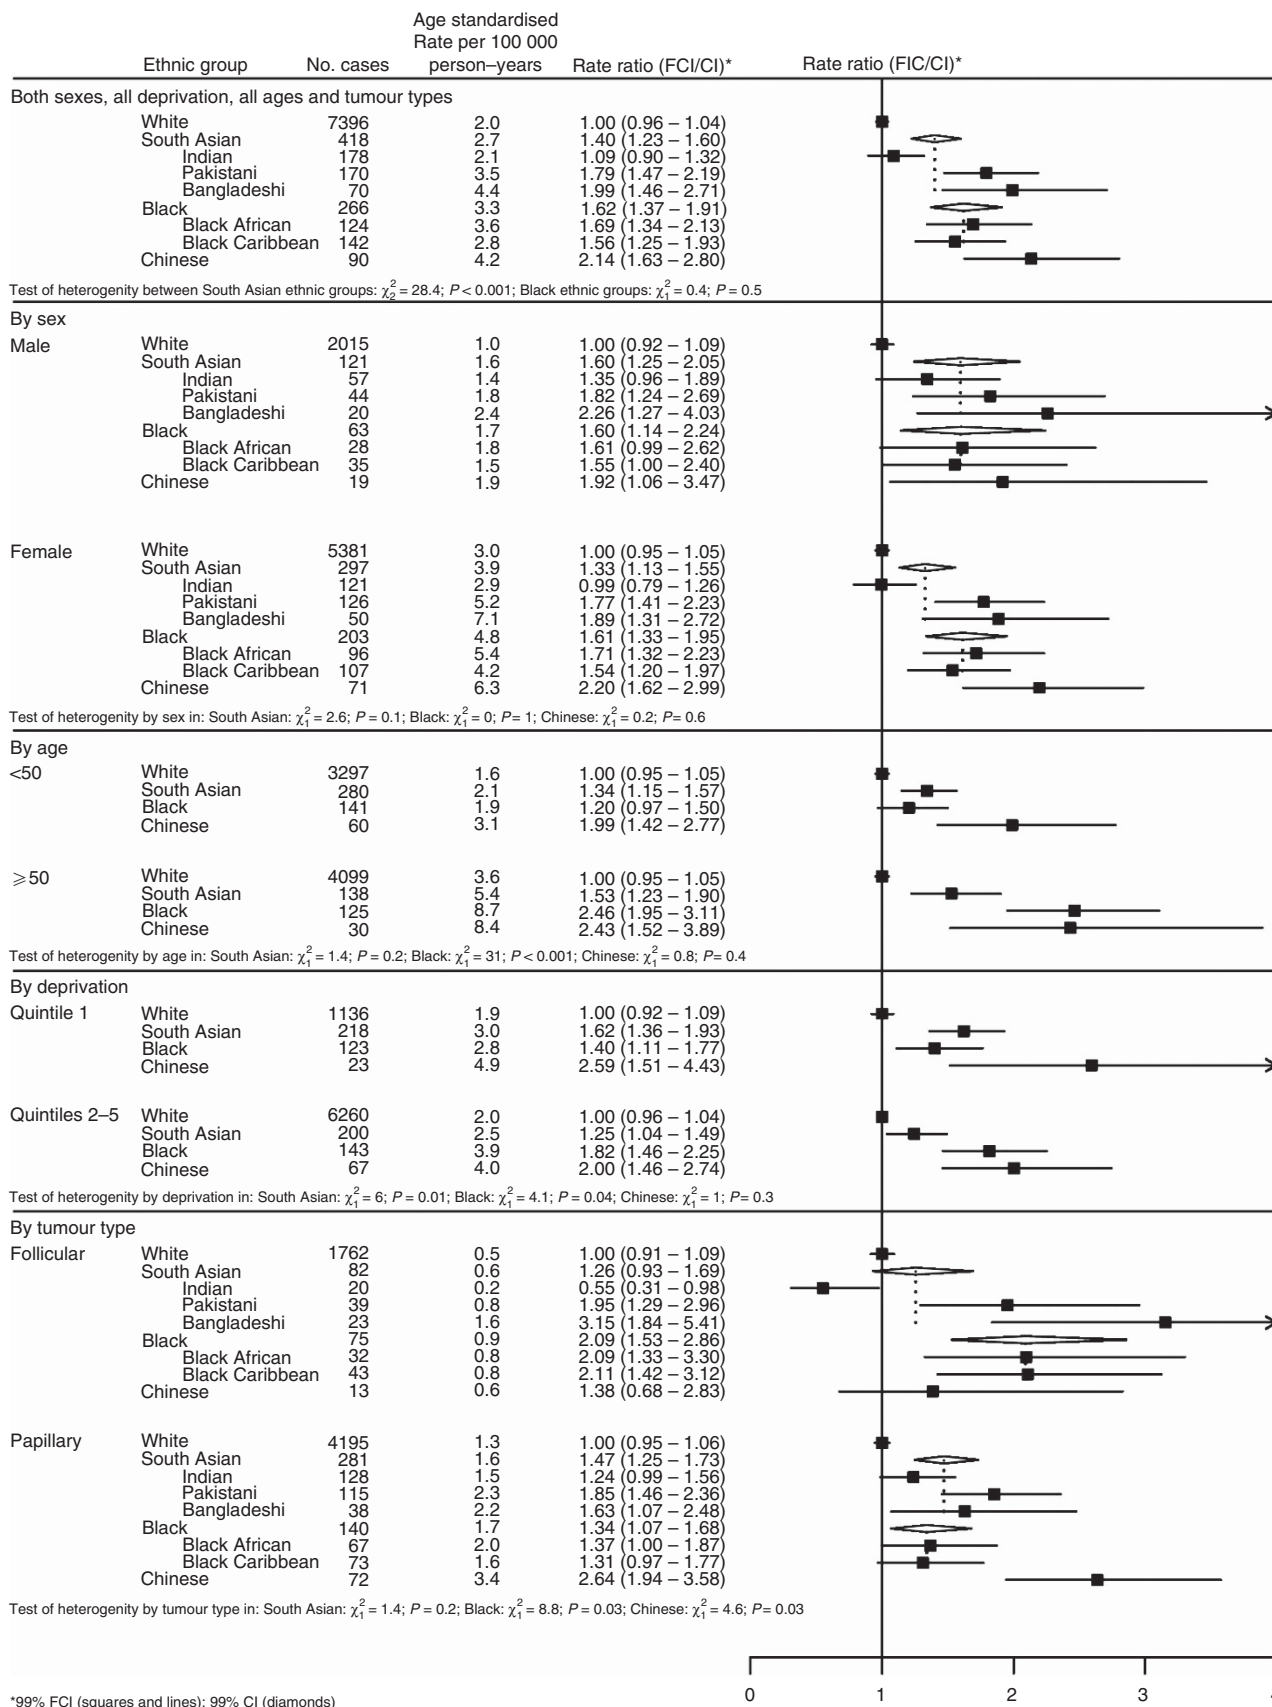 Age standardised
Rate per 100 000
Ethnic group No. cases person–years Rate ratio (FCI/CI)* Rate ratio (FIC/CI)*
Both sexes, all deprivation, all ages and tumour types
White 7396 2.0 1.00 (0.96 – 1.04)
South Asian 418 2.7 1.40 (1.23 – 1.60)
Indian 178 2.1 1.09 (0.90 – 1.32)
Pakistani 170 3.5 1.79 (1.47 – 2.19)
Bangladeshi 70 4.4 1.99 (1.46 – 2.71)
Black 266 3.3 1.62 (1.37 – 1.91)
Black African 124 3.6 1.69 (1.34 – 2.13)
Black Caribbean 142 2.8 1.56 (1.25 – 1.93)
Chinese 90 4.2 2.14 (1.63 – 2.80)
Test of heterogenity between South Asian ethnic groups: χ²₂ = 28.4; P < 0.001; Black ethnic groups: χ²₁ = 0.4; P = 0.5
By sex
Male White 2015 1.0 1.00 (0.92 – 1.09)
South Asian 121 1.6 1.60 (1.25 – 2.05)
Indian 57 1.4 1.35 (0.96 – 1.89)
Pakistani 44 1.8 1.82 (1.24 – 2.69)
Bangladeshi 20 2.4 2.26 (1.27 – 4.03)
Black 63 1.7 1.60 (1.14 – 2.24)
Black African 28 1.8 1.61 (0.99 – 2.62)
Black Caribbean 35 1.5 1.55 (1.00 – 2.40)
Chinese 19 1.9 1.92 (1.06 – 3.47)
Female White 5381 3.0 1.00 (0.95 – 1.05)
South Asian 297 3.9 1.33 (1.13 – 1.55)
Indian 121 2.9 0.99 (0.79 – 1.26)
Pakistani 126 5.2 1.77 (1.41 – 2.23)
Bangladeshi 50 7.1 1.89 (1.31 – 2.72)
Black 203 4.8 1.61 (1.33 – 1.95)
Black African 96 5.4 1.71 (1.32 – 2.23)
Black Caribbean 107 4.2 1.54 (1.20 – 1.97)
Chinese 71 6.3 2.20 (1.62 – 2.99)
Test of heterogenity by sex in: South Asian: χ²₁ = 2.6; P = 0.1; Black: χ²₁ = 0; P = 1; Chinese: χ²₁ = 0.2; P = 0.6
By age
<50 White 3297 1.6 1.00 (0.95 – 1.05)
South Asian 280 2.1 1.34 (1.15 – 1.57)
Black 141 1.9 1.20 (0.97 – 1.50)
Chinese 60 3.1 1.99 (1.42 – 2.77)
⩾50 White 4099 3.6 1.00 (0.95 – 1.05)
South Asian 138 5.4 1.53 (1.23 – 1.90)
Black 125 8.7 2.46 (1.95 – 3.11)
Chinese 30 8.4 2.43 (1.52 – 3.89)
Test of heterogenity by age in: South Asian: χ²₁ = 1.4; P = 0.2; Black: χ²₁ = 31; P < 0.001; Chinese: χ²₁ = 0.8; P = 0.4
By deprivation
Quintile 1 White 1136 1.9 1.00 (0.92 – 1.09)
South Asian 218 3.0 1.62 (1.36 – 1.93)
Black 123 2.8 1.40 (1.11 – 1.77)
Chinese 23 4.9 2.59 (1.51 – 4.43)
Quintiles 2–5 White 6260 2.0 1.00 (0.96 – 1.04)
South Asian 200 2.5 1.25 (1.04 – 1.49)
Black 143 3.9 1.82 (1.46 – 2.25)
Chinese 67 4.0 2.00 (1.46 – 2.74)
Test of heterogenity by deprivation in: South Asian: χ²₁ = 6; P = 0.01; Black: χ²₁ = 4.1; P = 0.04; Chinese: χ²₁ = 1; P = 0.3
By tumour type
Follicular White 1762 0.5 1.00 (0.91 – 1.09)
South Asian 82 0.6 1.26 (0.93 – 1.69)
Indian 20 0.2 0.55 (0.31 – 0.98)
Pakistani 39 0.8 1.95 (1.29 – 2.96)
Bangladeshi 23 1.6 3.15 (1.84 – 5.41)
Black 75 0.9 2.09 (1.53 – 2.86)
Black African 32 0.8 2.09 (1.33 – 3.30)
Black Caribbean 43 0.8 2.11 (1.42 – 3.12)
Chinese 13 0.6 1.38 (0.68 – 2.83)
Papillary White 4195 1.3 1.00 (0.95 – 1.06)
South Asian 281 1.6 1.47 (1.25 – 1.73)
Indian 128 1.5 1.24 (0.99 – 1.56)
Pakistani 115 2.3 1.85 (1.46 – 2.36)
Bangladeshi 38 2.2 1.63 (1.07 – 2.48)
Black 140 1.7 1.34 (1.07 – 1.68)
Black African 67 2.0 1.37 (1.00 – 1.87)
Black Caribbean 73 1.6 1.31 (0.97 – 1.77)
Chinese 72 3.4 2.64 (1.94 – 3.58)
Test of heterogenity by tumour type in: South Asian: χ²₁ = 1.4; P = 0.2; Black: χ²₁ = 8.8; P = 0.03; Chinese: χ²₁ = 4.6; P = 0.03
0 1 2 3
*99% FCI (squares and lines); 99% CI (diamonds)